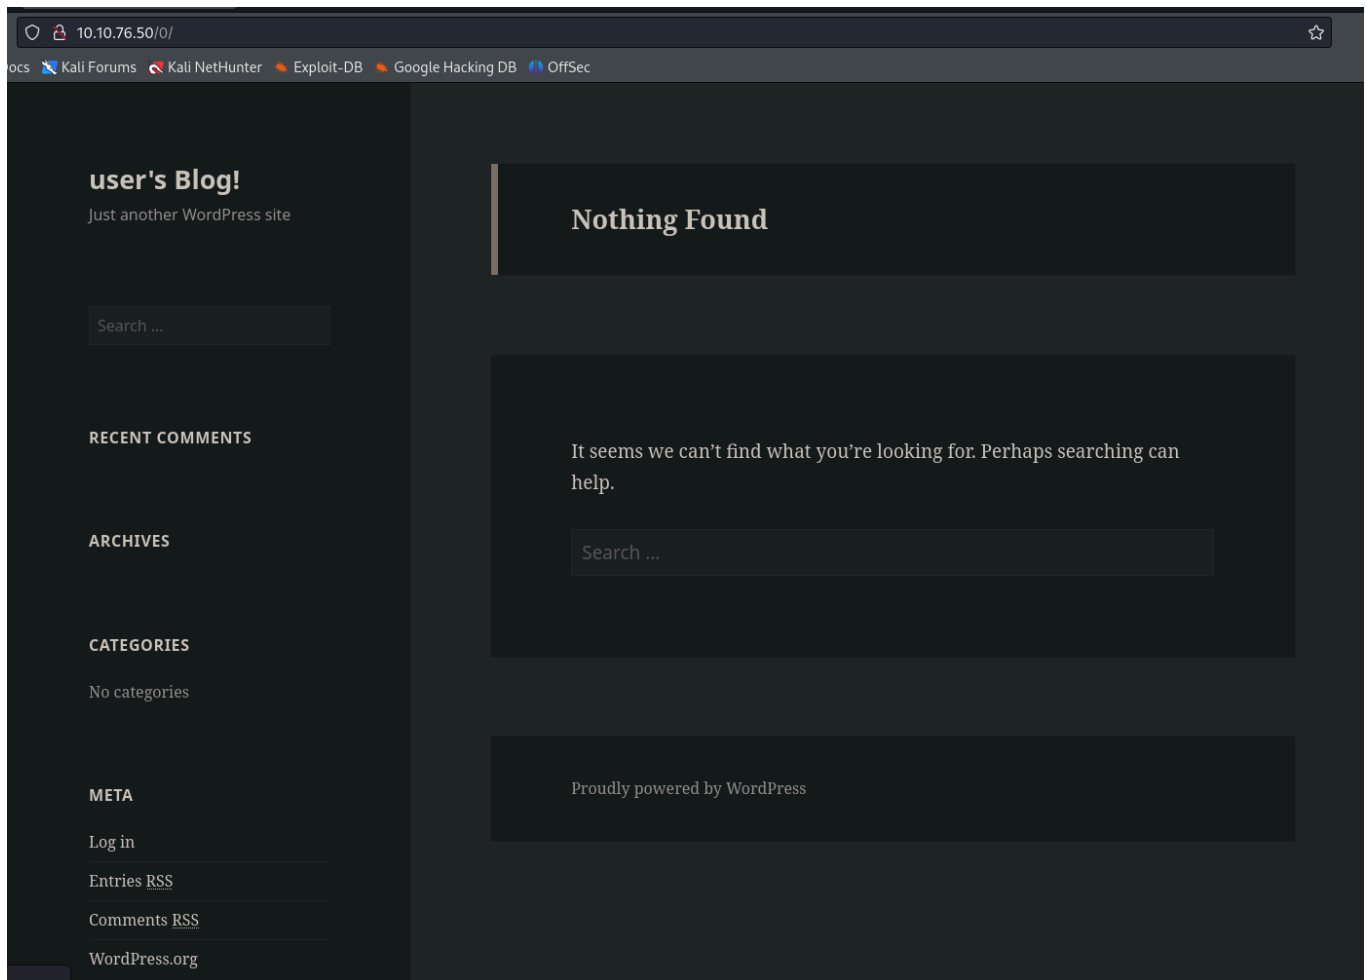 10.10.76.50/0/
ocs Kali Forums Kali NetHunter Exploit-DB Google Hacking DB OffSec
user's Blog!
Just another WordPress site
Search ...
RECENT COMMENTS
ARCHIVES
CATEGORIES
No categories
META
Log in
Entries RSS
Comments RSS
WordPress.org
Nothing Found
It seems we can’t find what you’re looking for. Perhaps searching can
help.
Search ...
Proudly powered by WordPress